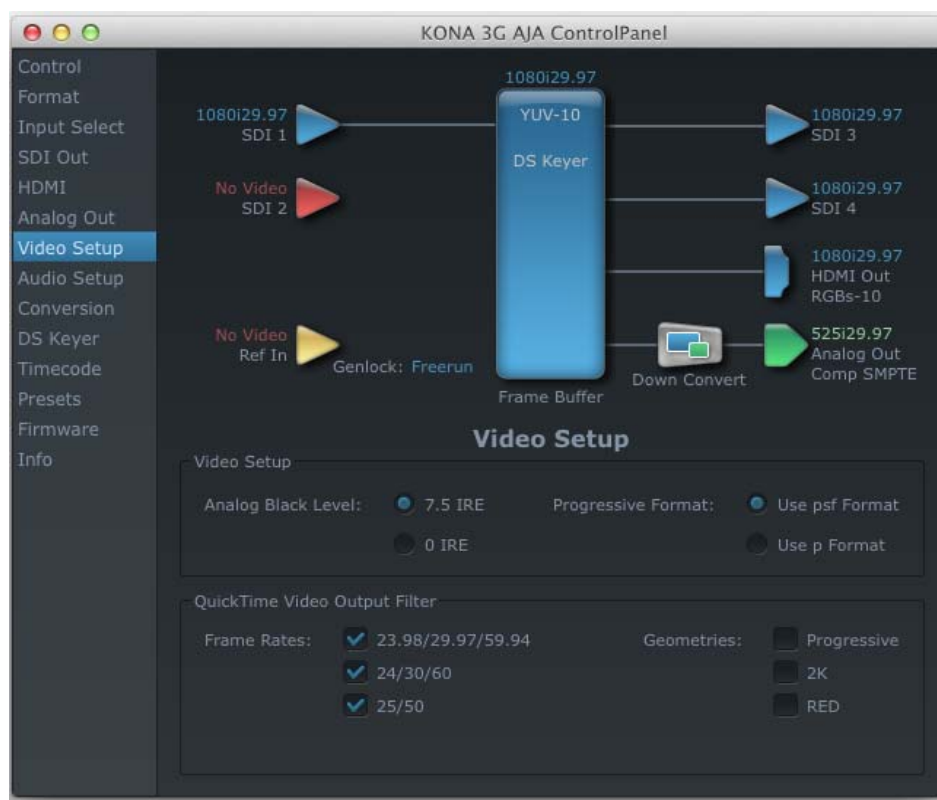 KONA 3G AJA ControlPanel
Control
Format
Input Select
SDI Out
HDMI
Analog Out
Video Setup
Audio Setup
Conversion
DS Keyer
Timecode
Presets
Firmware
Info
1080i29.97
SDI 1
No Video
SDI 2
No Video
Ref In
Genlock: Freerun
1080i29.97
YUV-10
DS Keyer
Frame Buffer
1080i29.97
SDI 3
1080i29.97
SDI 4
1080i29.97
HDMI Out
RGBs-10
Down Convert
525i29.97
Analog Out
Comp SMPTE
Video Setup
Video Setup
Analog Black Level: 7.5 IRE
0 IRE
Progressive Format: Use psf Format
Use p Format
QuickTime Video Output Filter
Frame Rates: 23.98/29.97/59.94
24/30/60
25/50
Geometries: Progressive
2K
RED